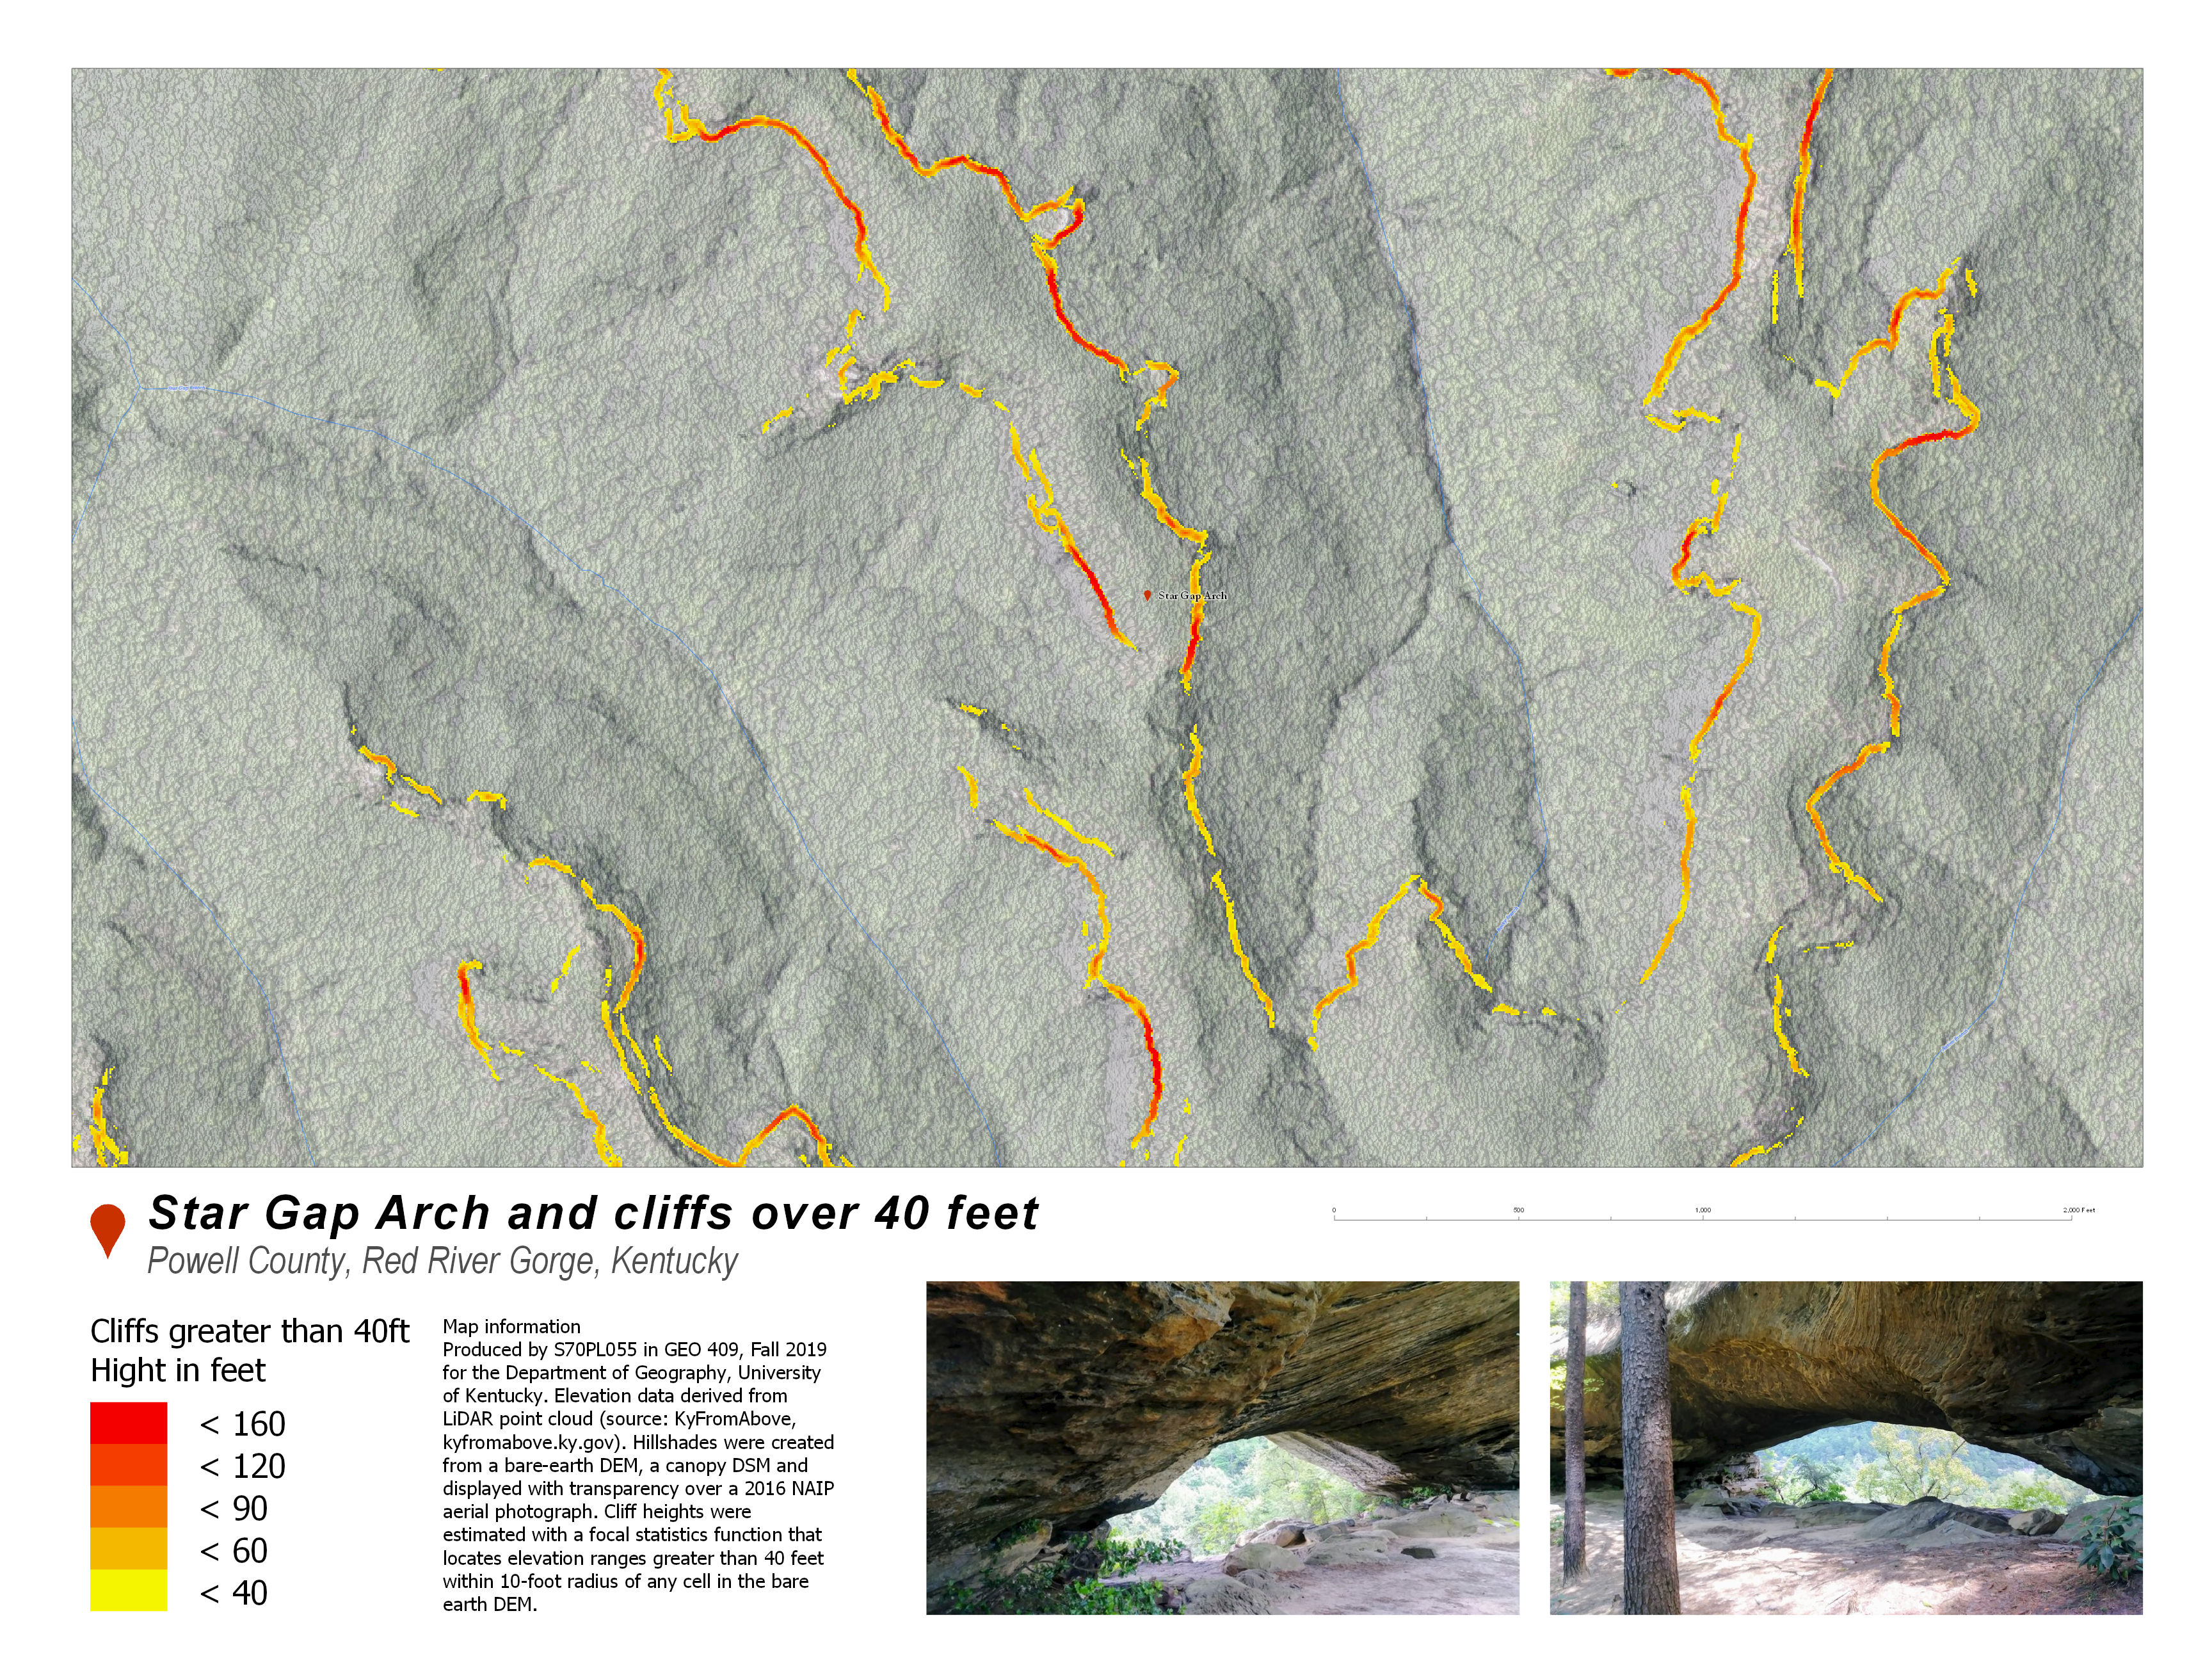 Star Gap Arch
Star Gap Arch and cliffs over 40 feet
Powell County, Red River Gorge, Kentucky
0 500 1,000 2,000 Feet
Cliffs greater than 40ft
Hight in feet
< 160
< 120
< 90
< 60
< 40
Map information
Produced by S70PL055 in GEO 409, Fall 2019
for the Department of Geography, University
of Kentucky. Elevation data derived from
LiDAR point cloud (source: KyFromAbove,
kyfromabove.ky.gov). Hillshades were created
from a bare-earth DEM, a canopy DSM and
displayed with transparency over a 2016 NAIP
aerial photograph. Cliff heights were
estimated with a focal statistics function that
locates elevation ranges greater than 40 feet
within 10-foot radius of any cell in the bare
earth DEM.